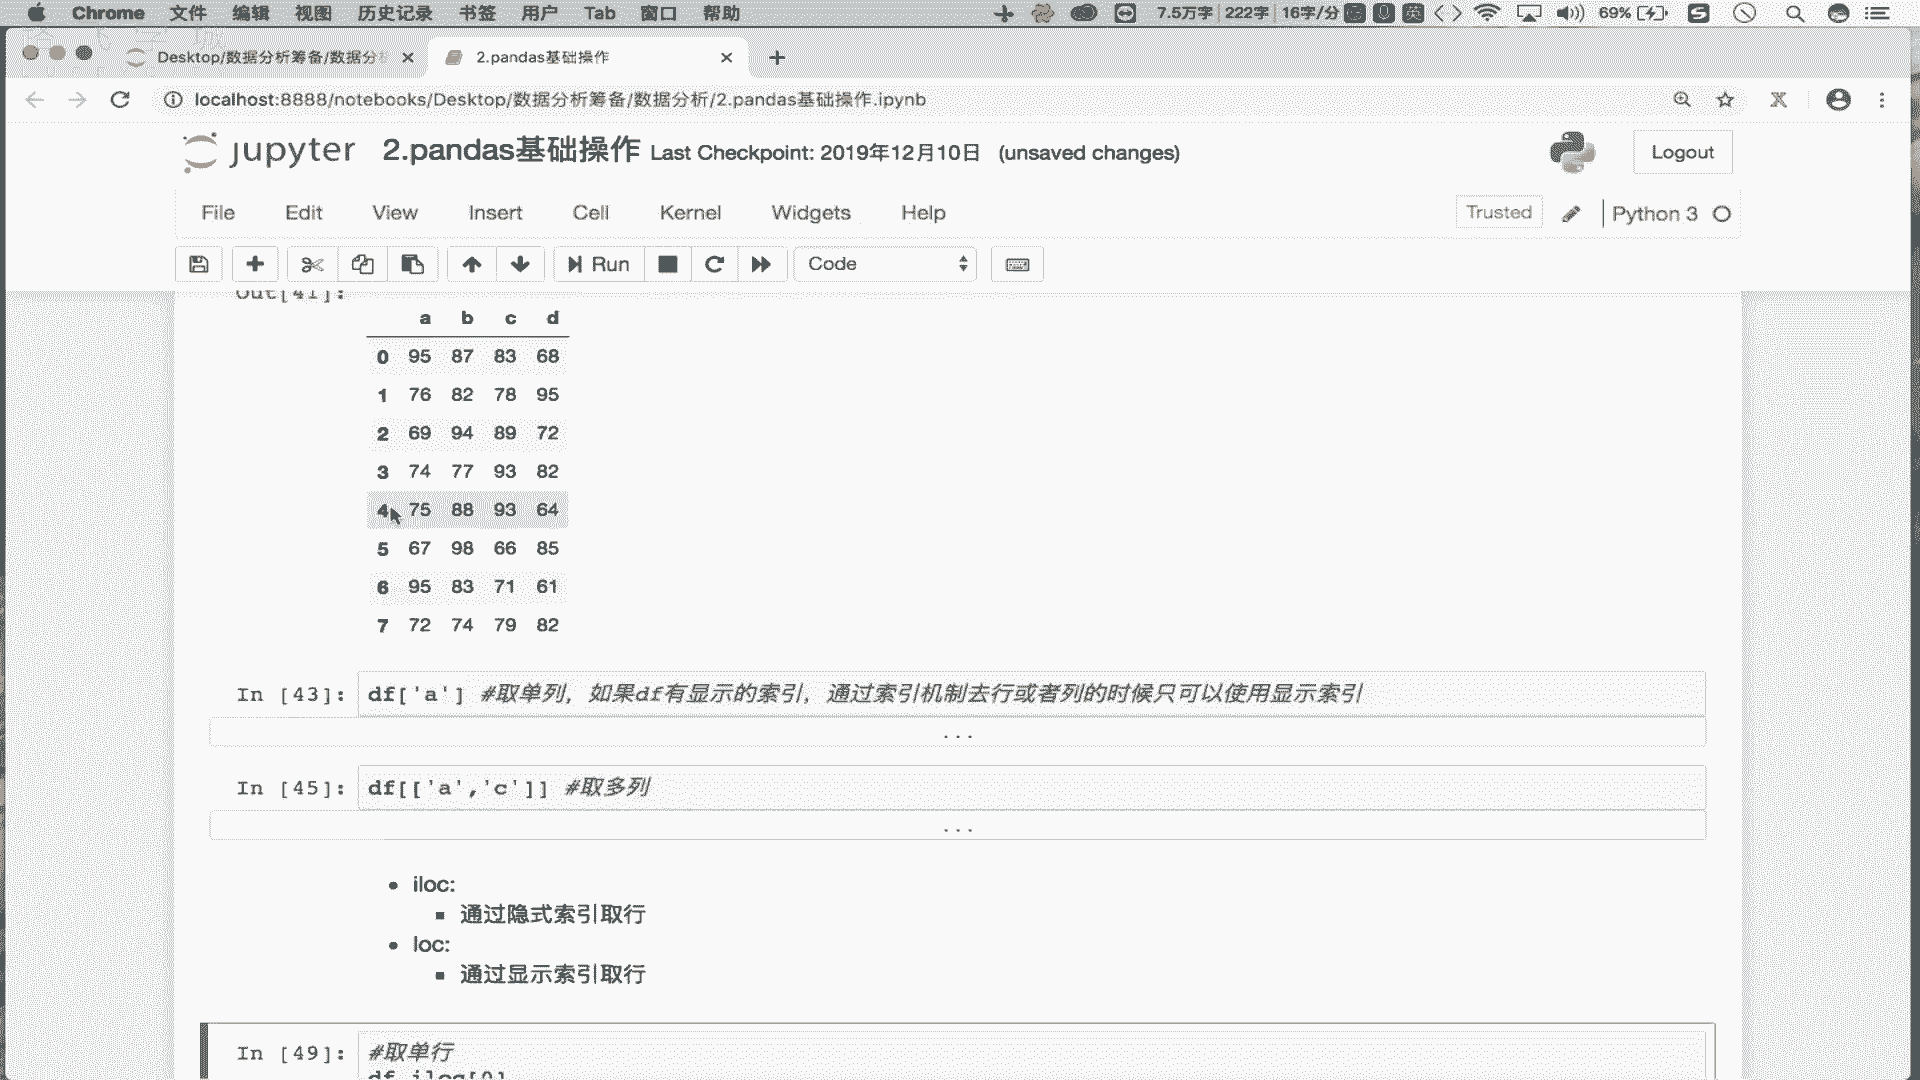 Chrome 文件 编辑 视图 历史记录 书签 用户 Tab 窗口 帮助 7.5万字 222字 16字/分 英 69%
Desktop/数据分析筹备/数据分析 2.pandas基础操作
localhost:8888/notebooks/Desktop/数据分析筹备/数据分析/2.pandas基础操作.ipynb
jupyter 2.pandas基础操作 Last Checkpoint: 2019年12月10日 (unsaved changes) Logout
File Edit View Insert Cell Kernel Widgets Help Trusted Python 3
Run Code
Out[41]:
a b c d
0 95 87 83 68
1 76 82 78 95
2 69 94 89 72
3 74 77 93 82
4 75 88 93 64
5 67 98 66 85
6 95 83 71 61
7 72 74 79 82
In [43]: df['a'] #取单列，如果df有显示的索引，通过索引机制去行或者列的时候只可以使用显示索引
...
In [45]: df[['a','c']] #取多列
...
iloc:
通过隐式索引取行
loc:
通过显示索引取行
In [49]: #取单行
df.iloc[0]